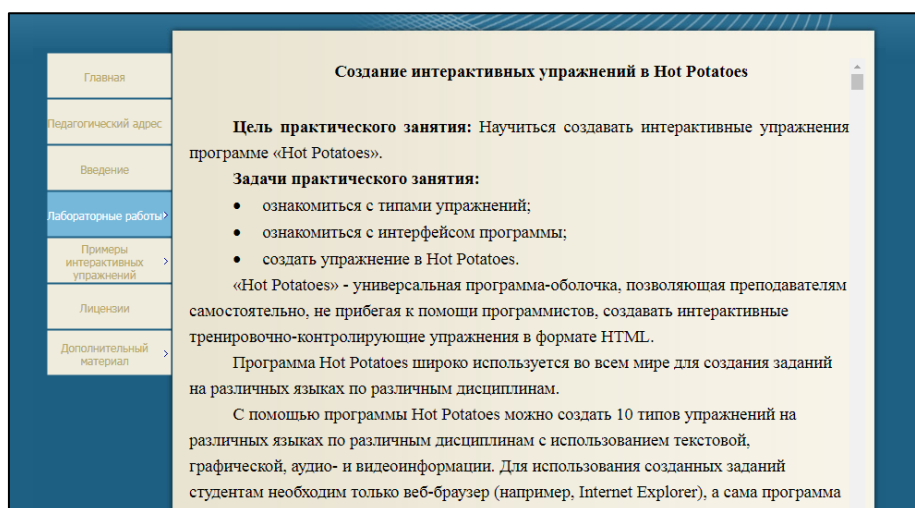 Главная
Педагогический адрес
Введение
Лабораторные работы
Примеры
интерактивных
упражнений
Лицензии
Дополнительный
материал
Создание интерактивных упражнений в Hot Potatoes
Цель практического занятия: Научиться создавать интерактивные упражнения
программе «Hot Potatoes».
Задачи практического занятия:
• ознакомиться с типами упражнений;
• ознакомиться с интерфейсом программы;
• создать упражнение в Hot Potatoes.
«Hot Potatoes» - универсальная программа-оболочка, позволяющая преподавателям
самостоятельно, не прибегая к помощи программистов, создавать интерактивные
тренировочно-контролирующие упражнения в формате HTML.
Программа Hot Potatoes широко используется во всем мире для создания заданий
на различных языках по различным дисциплинам.
С помощью программы Hot Potatoes можно создать 10 типов упражнений на
различных языках по различным дисциплинам с использованием текстовой,
графической, аудио- и видеоинформации. Для использования созданных заданий
студентам необходим только веб-браузер (например, Internet Explorer), а сама программа